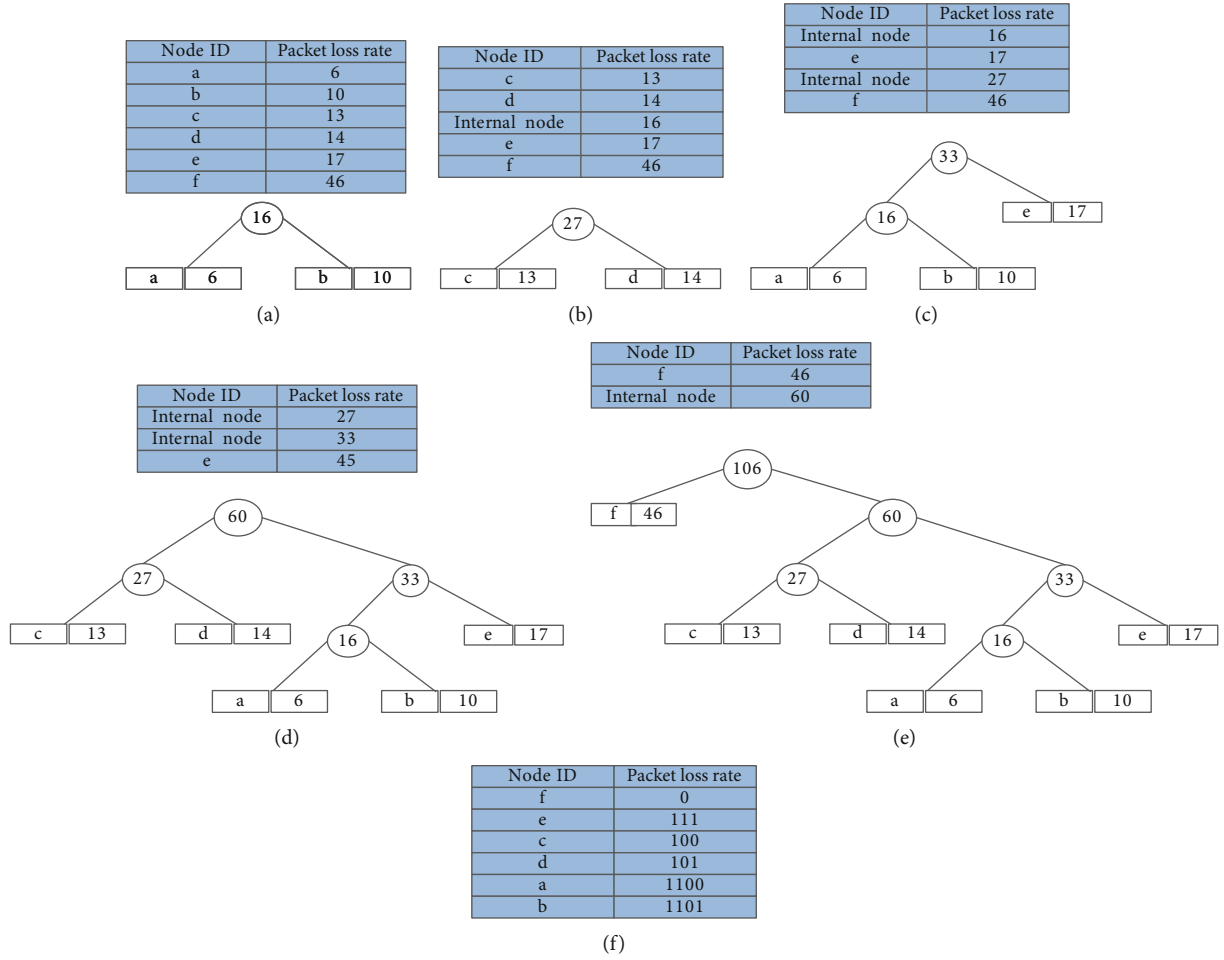 Node ID Packet loss rate
a 6
b 10
c 13
d 14
e 17
f 46
16
a 6 b 10
(a)
Node ID Packet loss rate
c 13
d 14
Internal node 16
e 17
f 46
27
c 13 d 14
(b)
Node ID Packet loss rate
Internal node 16
e 17
Internal node 27
f 46
33
16 e 17
a 6 b 10
(c)
Node ID Packet loss rate
Internal node 27
Internal node 33
e 45
60
27 33
c 13 d 14 16 e 17
a 6 b 10
(d)
Node ID Packet loss rate
f 46
Internal node 60
106
f 46 60
27 33
c 13 d 14 16 e 17
a 6 b 10
(e)
Node ID Packet loss rate
f 0
e 111
c 100
d 101
a 1100
b 1101
(f)